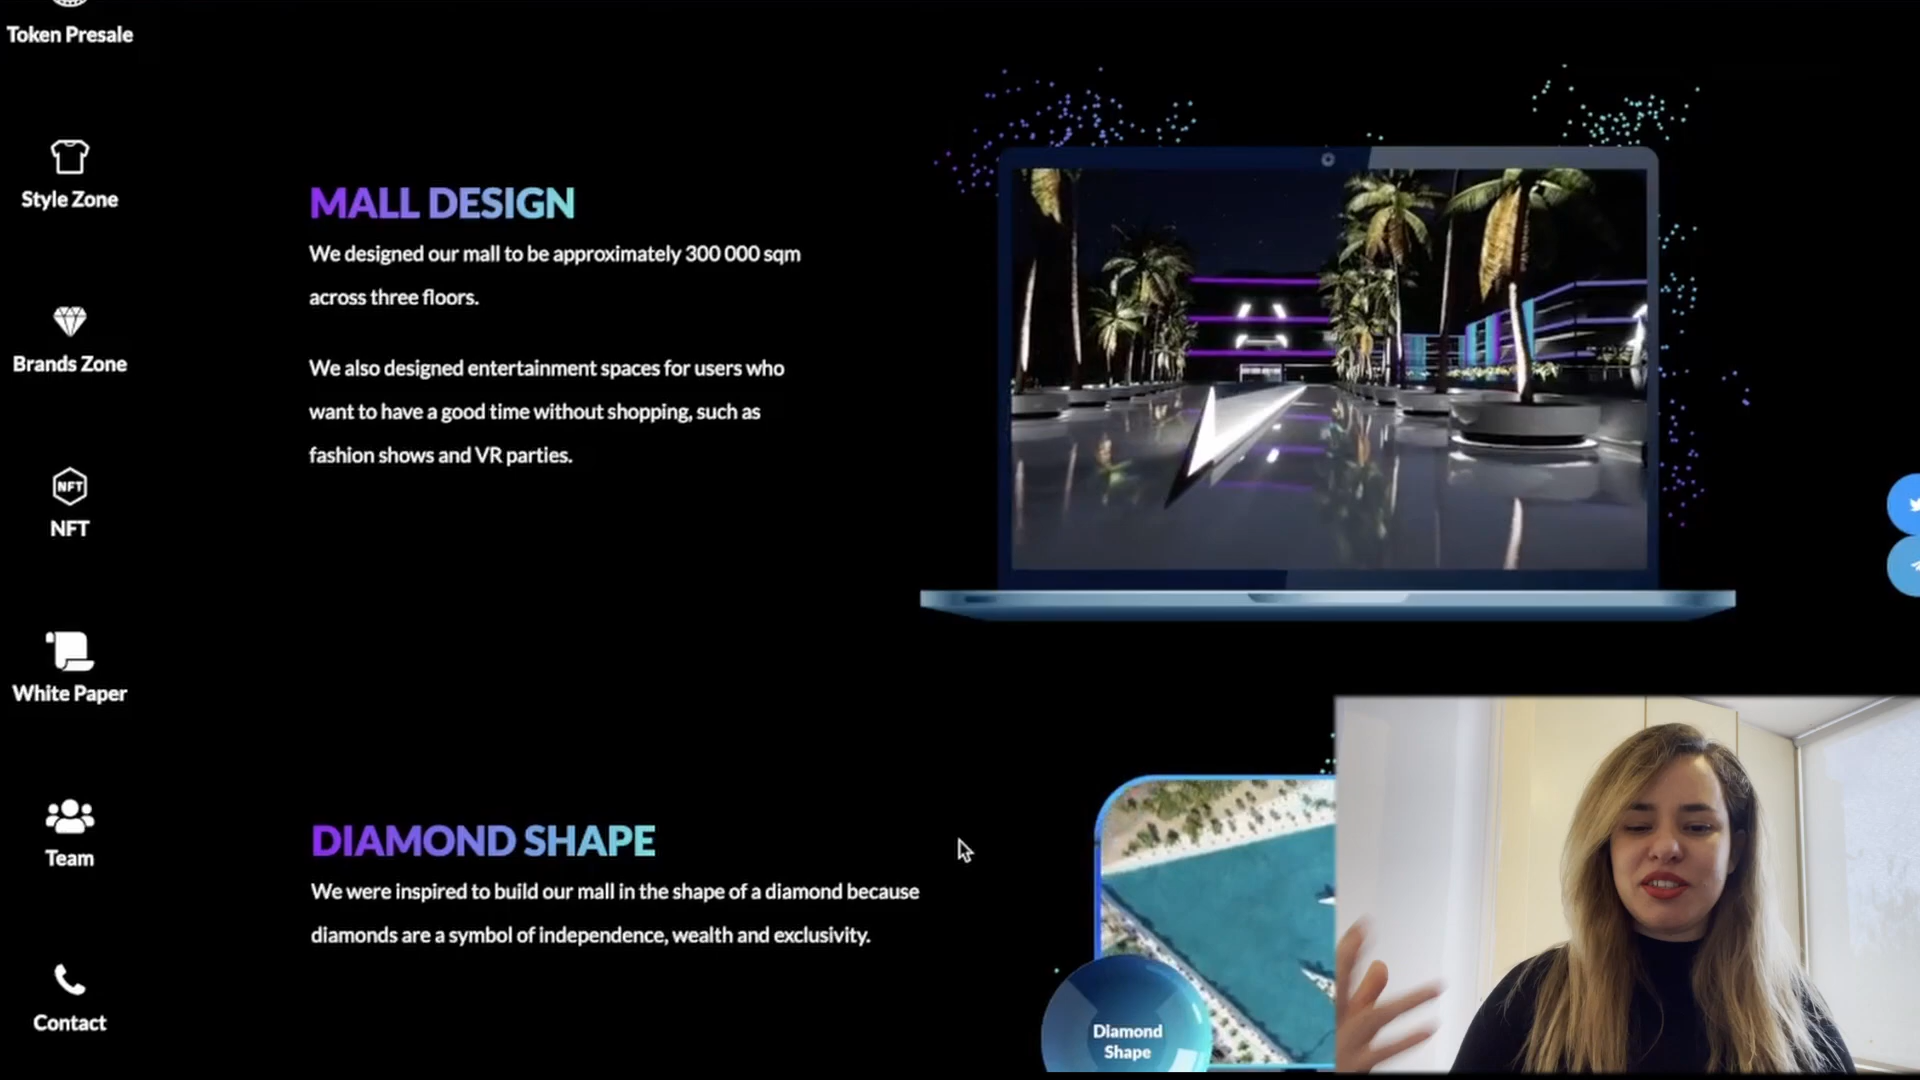 Token Presale
Style Zone
Brands Zone
NFT
NFT
White Paper
Team
Contact
MALL DESIGN
We designed our mall to be approximately 300 000 sqm
across three floors.
We also designed entertainment spaces for users who
want to have a good time without shopping, such as
fashion shows and VR parties.
DIAMOND SHAPE
We were inspired to build our mall in the shape of a diamond because
diamonds are a symbol of independence, wealth and exclusivity.
Diamond
Shape